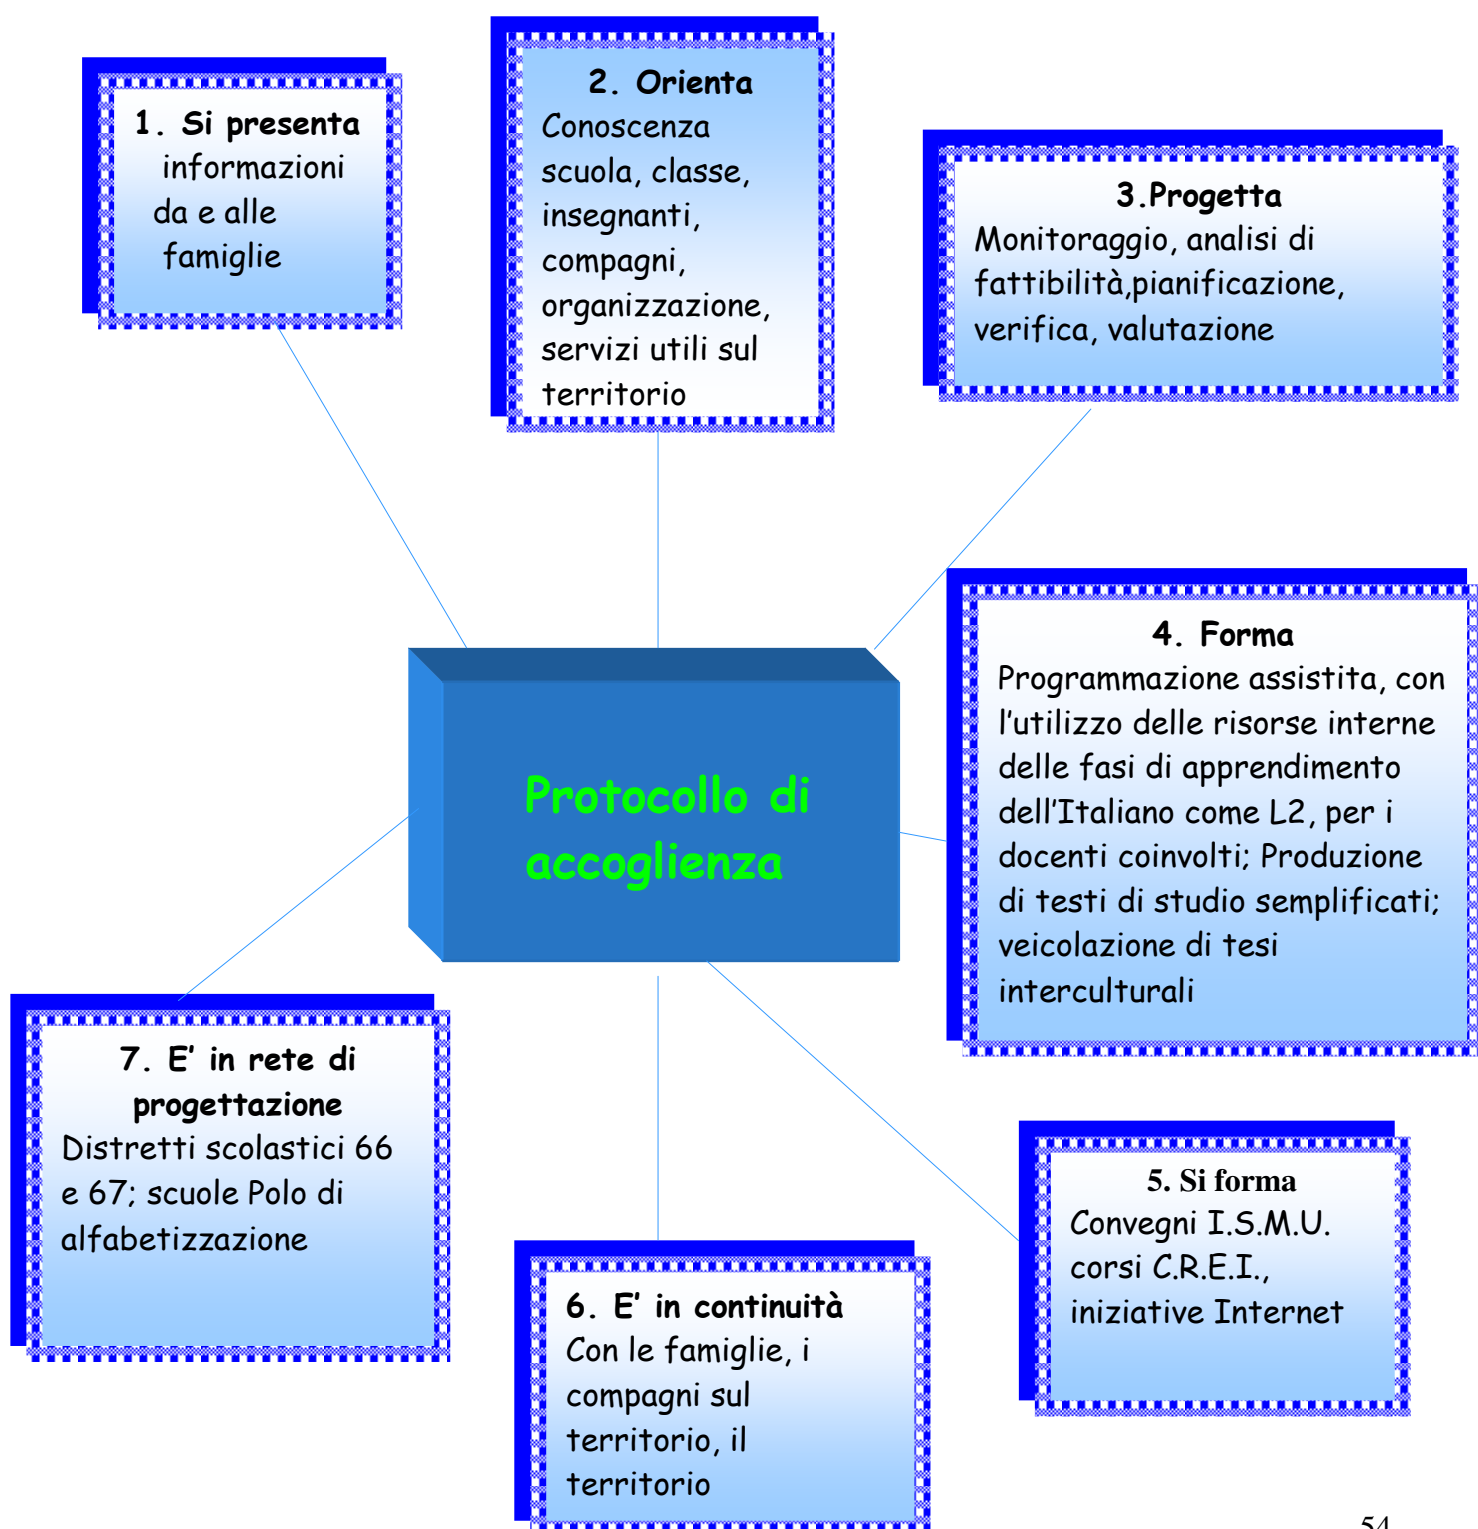 1. Si presenta
informazioni
da e alle
famiglie
2. Orienta
Conoscenza
scuola, classe,
insegnanti,
compagni,
organizzazione,
servizi utili sul
territorio
3.Progetta
Monitoraggio, analisi di
fattibilità,pianificazione,
verifica, valutazione
4. Forma
Programmazione assistita, con
l'utilizzo delle risorse interne
delle fasi di apprendimento
dell'Italiano come L2, per i
docenti coinvolti; Produzione
di testi di studio semplificati;
veicolazione di tesi
interculturali
Protocollo di
accoglienza
5. Si forma
Convegni I.S.M.U.
corsi C.R.E.I.,
iniziative Internet
6. E' in continuità
Con le famiglie, i
compagni sul
territorio, il
territorio
7. E' in rete di
progettazione
Distretti scolastici 66
e 67; scuole Polo di
alfabetizzazione
54